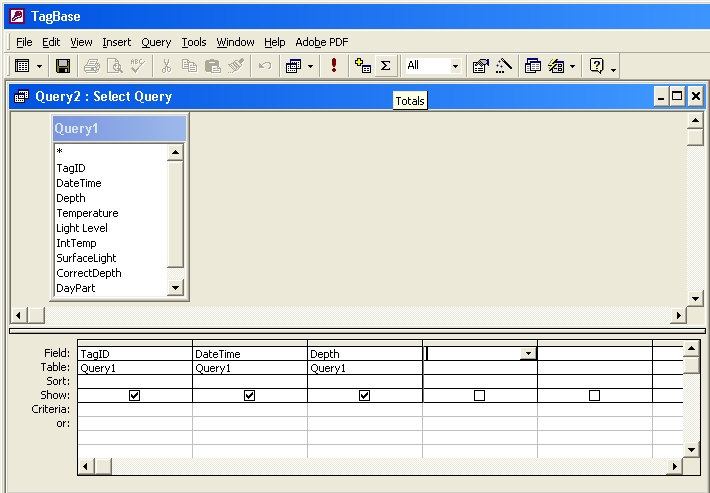 TagBase
File Edit View Insert Query Tools Window Help Adobe PDF
ABC Σ All ?
Query2 : Select Query
Totals
Query1
*
TagID
DateTime
Depth
Temperature
Light Level
IntTemp
SurfaceLight
CorrectDepth
DayPart
Field: TagID DateTime Depth
Table: Query1 Query1 Query1
Sort:
Show:
Criteria:
or: